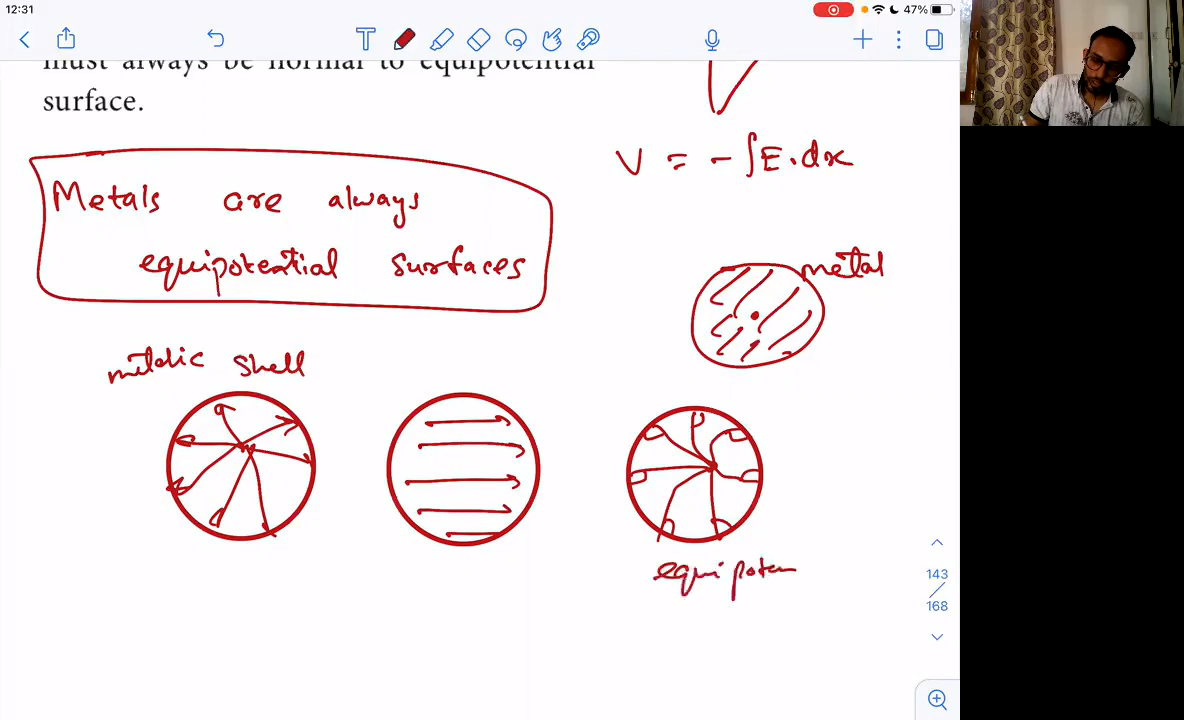 12:31
47%
must always be normal to equipotential
surface.
V = - ∫E.dx
Metals are always
equipotential surfaces
metal
metalic shell
equipoten
143
168